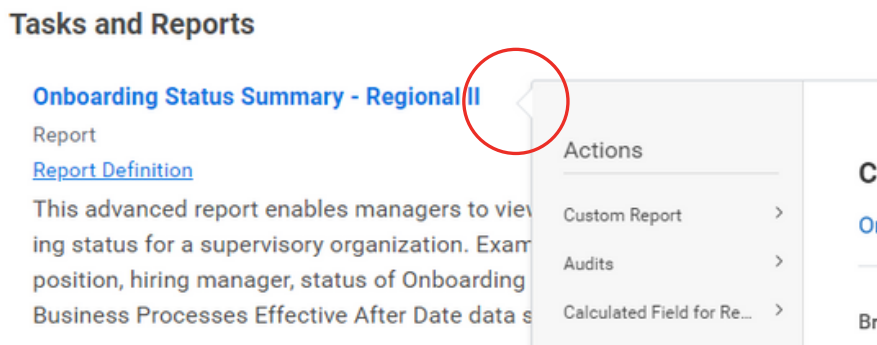 Tasks and Reports
Onboarding Status Summary - Regional II
Report
Report Definition
This advanced report enables managers to view
ing status for a supervisory organization. Exam
position, hiring manager, status of Onboarding
Business Processes Effective After Date data s
Actions
Custom Report
Audits
Calculated Field for Re...
C
Br